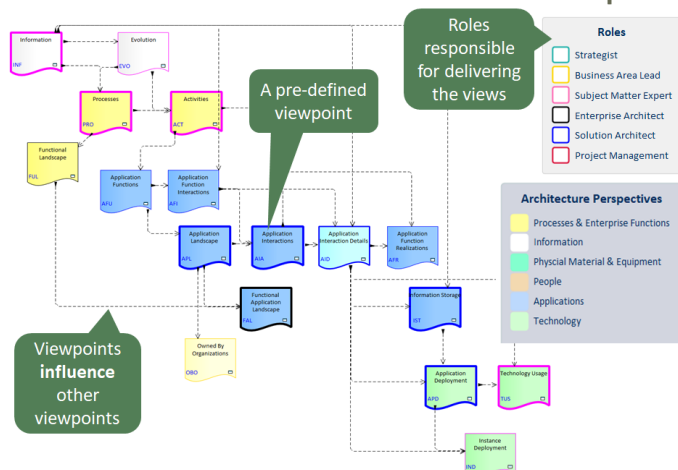 Roles
responsible
for delivering
the views
Roles
Strategist
Business Area Lead
Subject Matter Expert
Enterprise Architect
Solution Architect
Project Management
Information
INF
Evolution
EVO
A pre-defined
viewpoint
Processes
PRO
Activities
ACT
Functional
Landscape
FUL
Application
Functions
AFU
Application
Function
Interactions
AFI
Architecture Perspectives
Processes & Enterprise Functions
Information
Physcial Material & Equipment
People
Applications
Technology
Application
Landscape
APL
Application
Interactions
AIA
Application
Interaction Details
AID
Application
Function
Realizations
AFR
Functional
Application
Landscape
FAL
Information Storage
IST
Viewpoints
influence
other
viewpoints
Owned By
Organizations
OBO
Application
Deployment
APD
Technology Usage
TUS
Instance
Deployment
IND